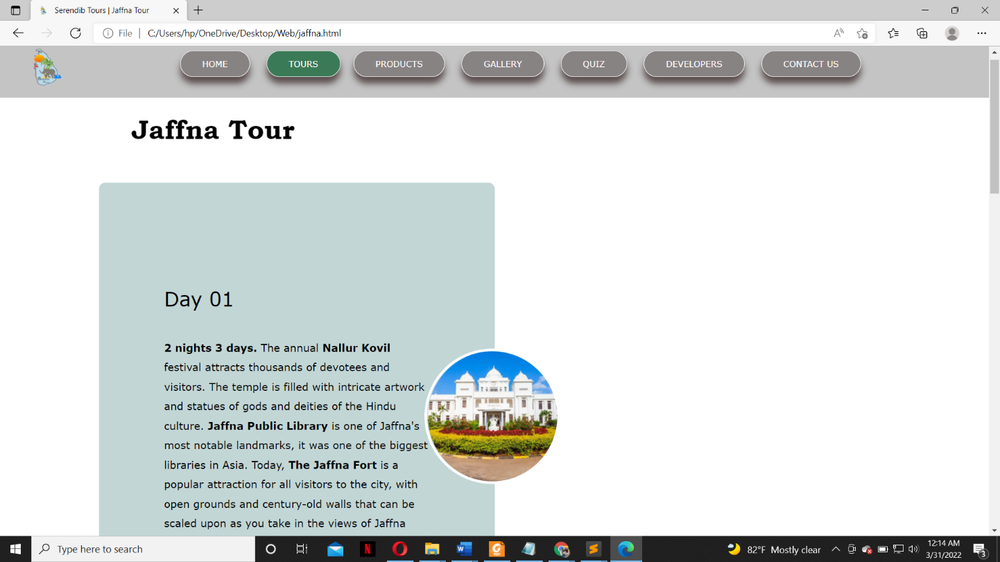 Serendib Tours | Jaffna Tour
File
C:/Users/hp/OneDrive/Desktop/Web/jaffna.html
HOME
TOURS
PRODUCTS
GALLERY
QUIZ
DEVELOPERS
CONTACT US
Jaffna Tour
Day 01
2 nights 3 days. The annual Nallur Kovil
festival attracts thousands of devotees and
visitors. The temple is filled with intricate artwork
and statues of gods and deities of the Hindu
culture. Jaffna Public Library is one of Jaffna's
most notable landmarks, it was one of the biggest
libraries in Asia. Today, The Jaffna Fort is a
popular attraction for all visitors to the city, with
open grounds and century-old walls that can be
scaled upon as you take in the views of Jaffna
Type here to search
82°F Mostly clear
12:14 AM
3/31/2022
3